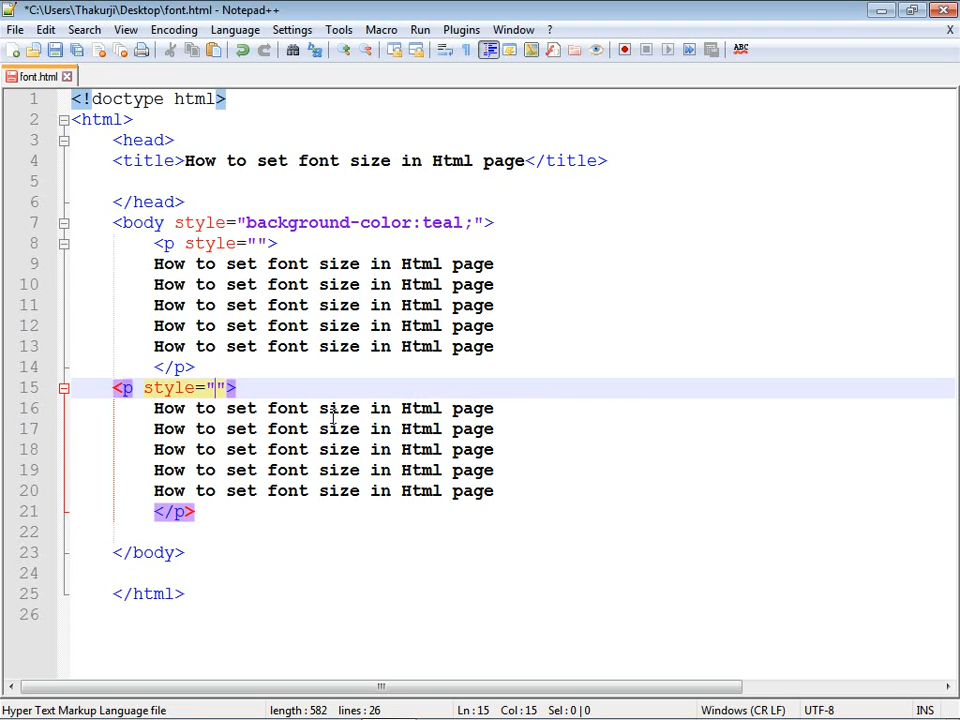 *C:\Users\Thakurji\Desktop\font.html - Notepad++
File Edit Search View Encoding Language Settings Tools Macro Run Plugins Window ? X
ABC
font.html
1 <!doctype html>
2 <html>
3 <head>
4 <title>How to set font size in Html page</title>
5
6 </head>
7 <body style="background-color:teal;">
8 <p style="">
9 How to set font size in Html page
10 How to set font size in Html page
11 How to set font size in Html page
12 How to set font size in Html page
13 How to set font size in Html page
14 </p>
15 <p style="">
16 How to set font size in Html page
17 How to set font size in Html page
18 How to set font size in Html page
19 How to set font size in Html page
20 How to set font size in Html page
21 </p>
22
23 </body>
24
25 </html>
26
Hyper Text Markup Language file length : 582 lines : 26 Ln : 15 Col : 15 Sel : 0 | 0 Windows (CR LF) UTF-8 INS